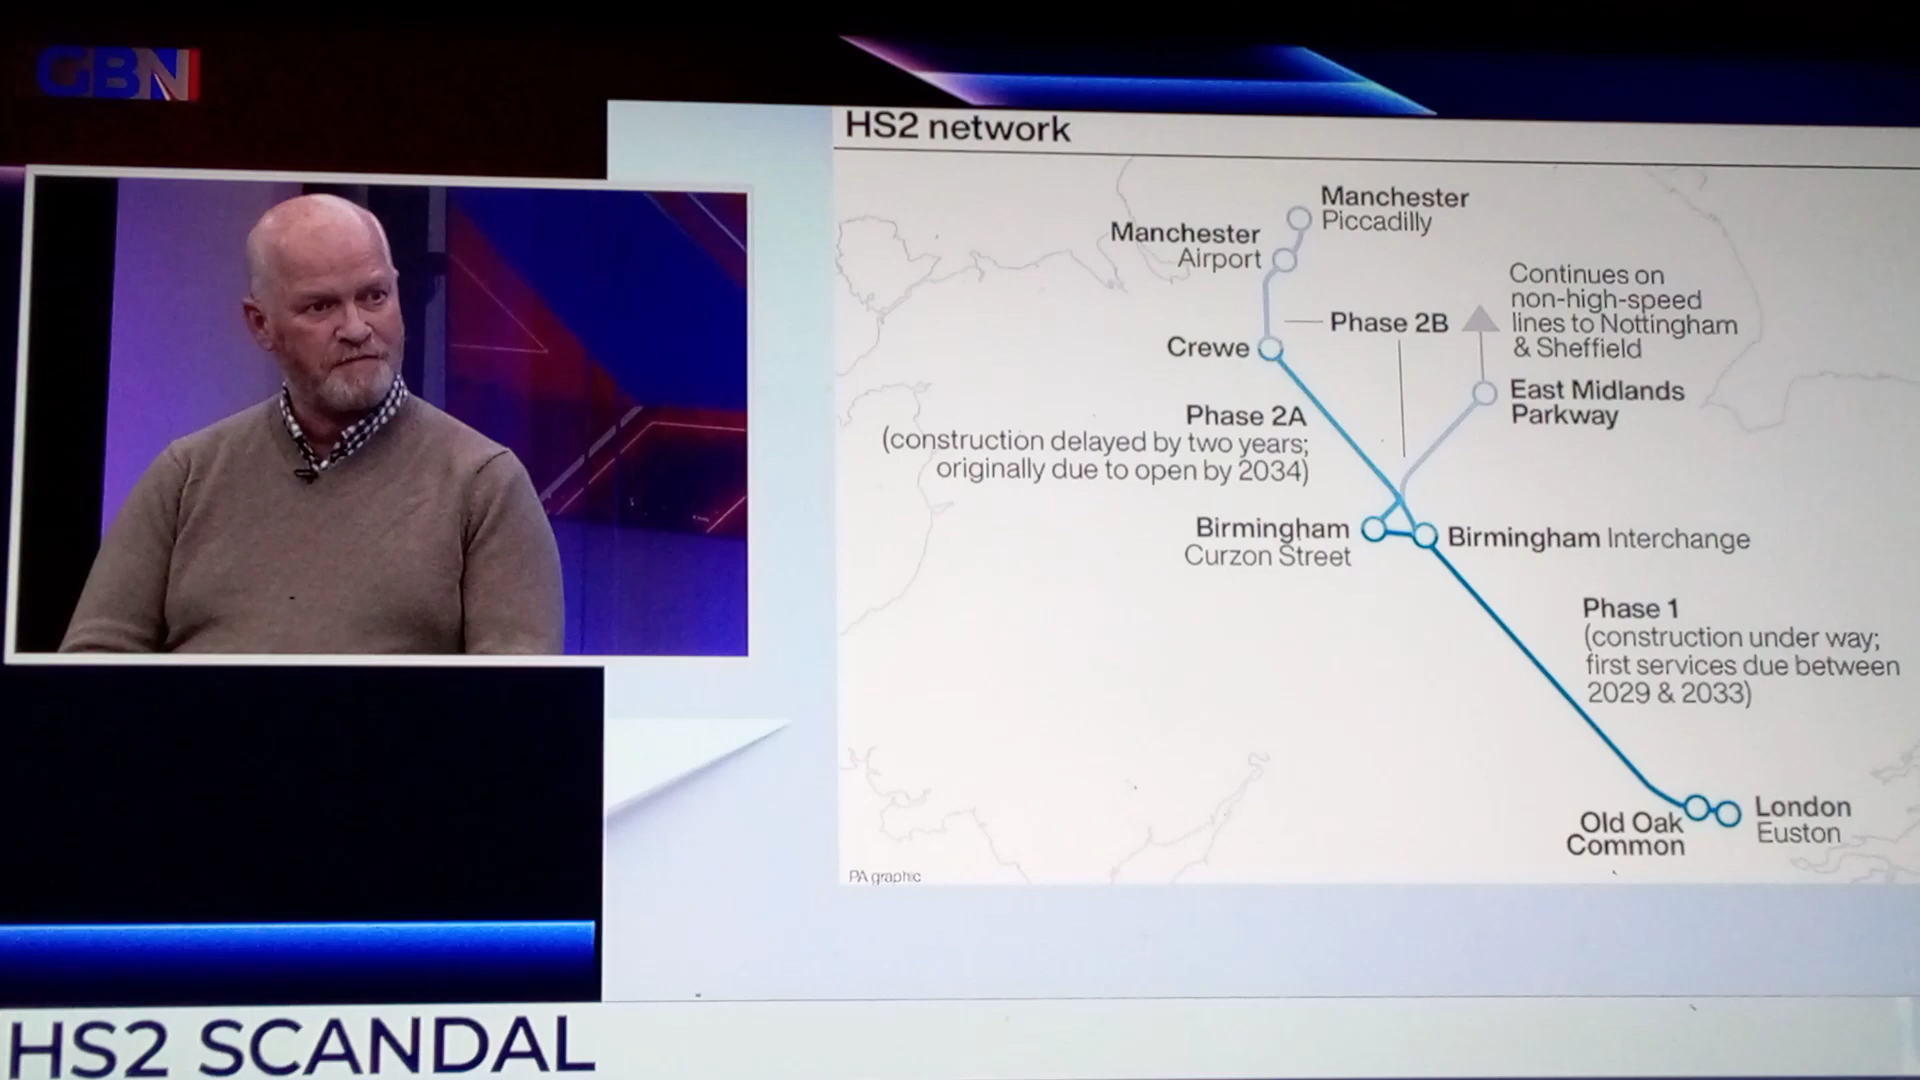 GBN
HS2 network
Manchester
Piccadilly
Manchester
Airport
Continues on
non-high-speed
lines to Nottingham
& Sheffield
Phase 2B
Crewe
East Midlands
Parkway
Phase 2A
(construction delayed by two years;
originally due to open by 2034)
Birmingham
Curzon Street
Birmingham Interchange
Phase 1
(construction under way;
first services due between
2029 & 2033)
Old Oak
Common
London
Euston
PA graphic
HS2 SCANDAL